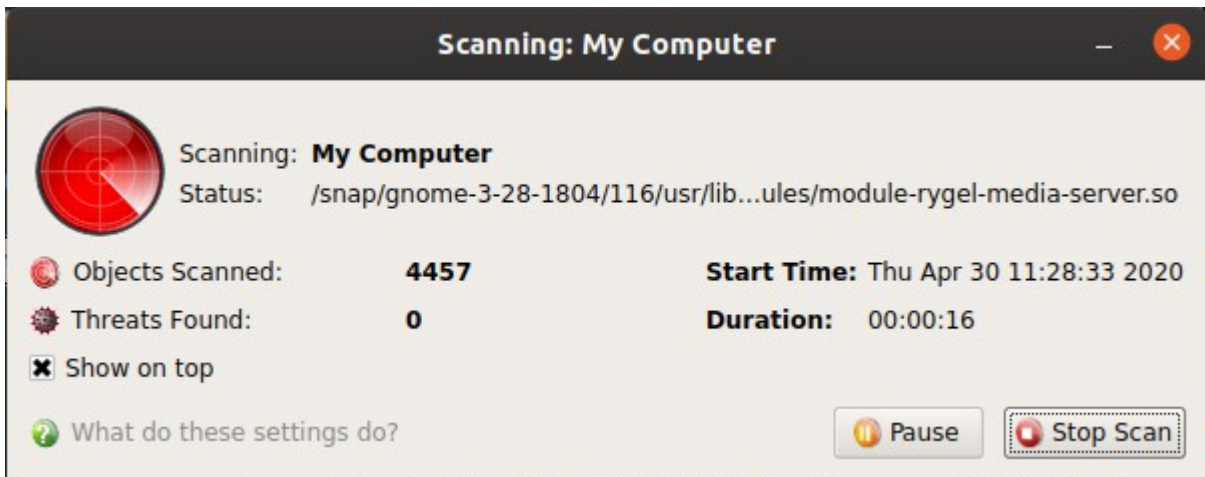 Scanning: My Computer
Scanning: My Computer
Status: /snap/gnome-3-28-1804/116/usr/lib...ules/module-rygel-media-server.so
Objects Scanned: 4457 Start Time: Thu Apr 30 11:28:33 2020
Threats Found: 0 Duration: 00:00:16
Show on top
What do these settings do? Pause Stop Scan